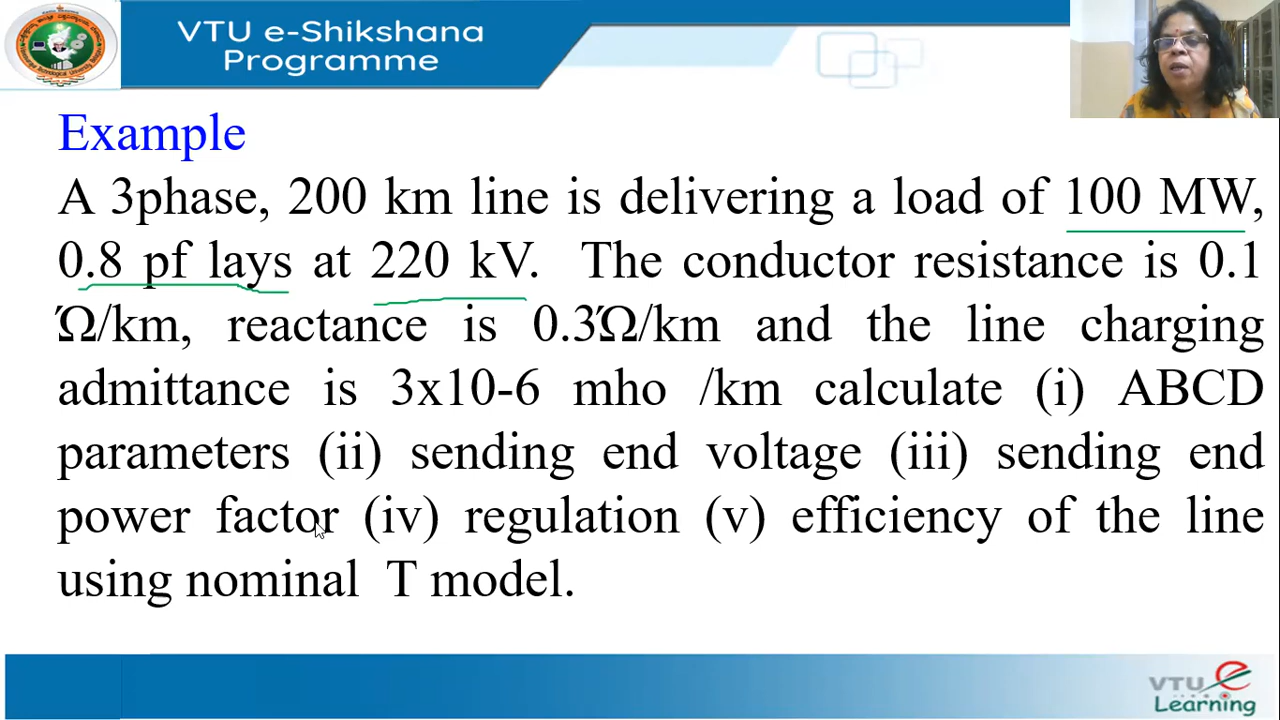 VTU e-Shikshana
Programme
Example
A 3phase, 200 km line is delivering a load of 100 MW,
0.8 pf lays at 220 kV. The conductor resistance is 0.1
Ώ/km, reactance is 0.3Ώ/km and the line charging
admittance is 3x10-6 mho /km calculate (i) ABCD
parameters (ii) sending end voltage (iii) sending end
power factor (iv) regulation (v) efficiency of the line
using nominal T model.
VTU e
Learning